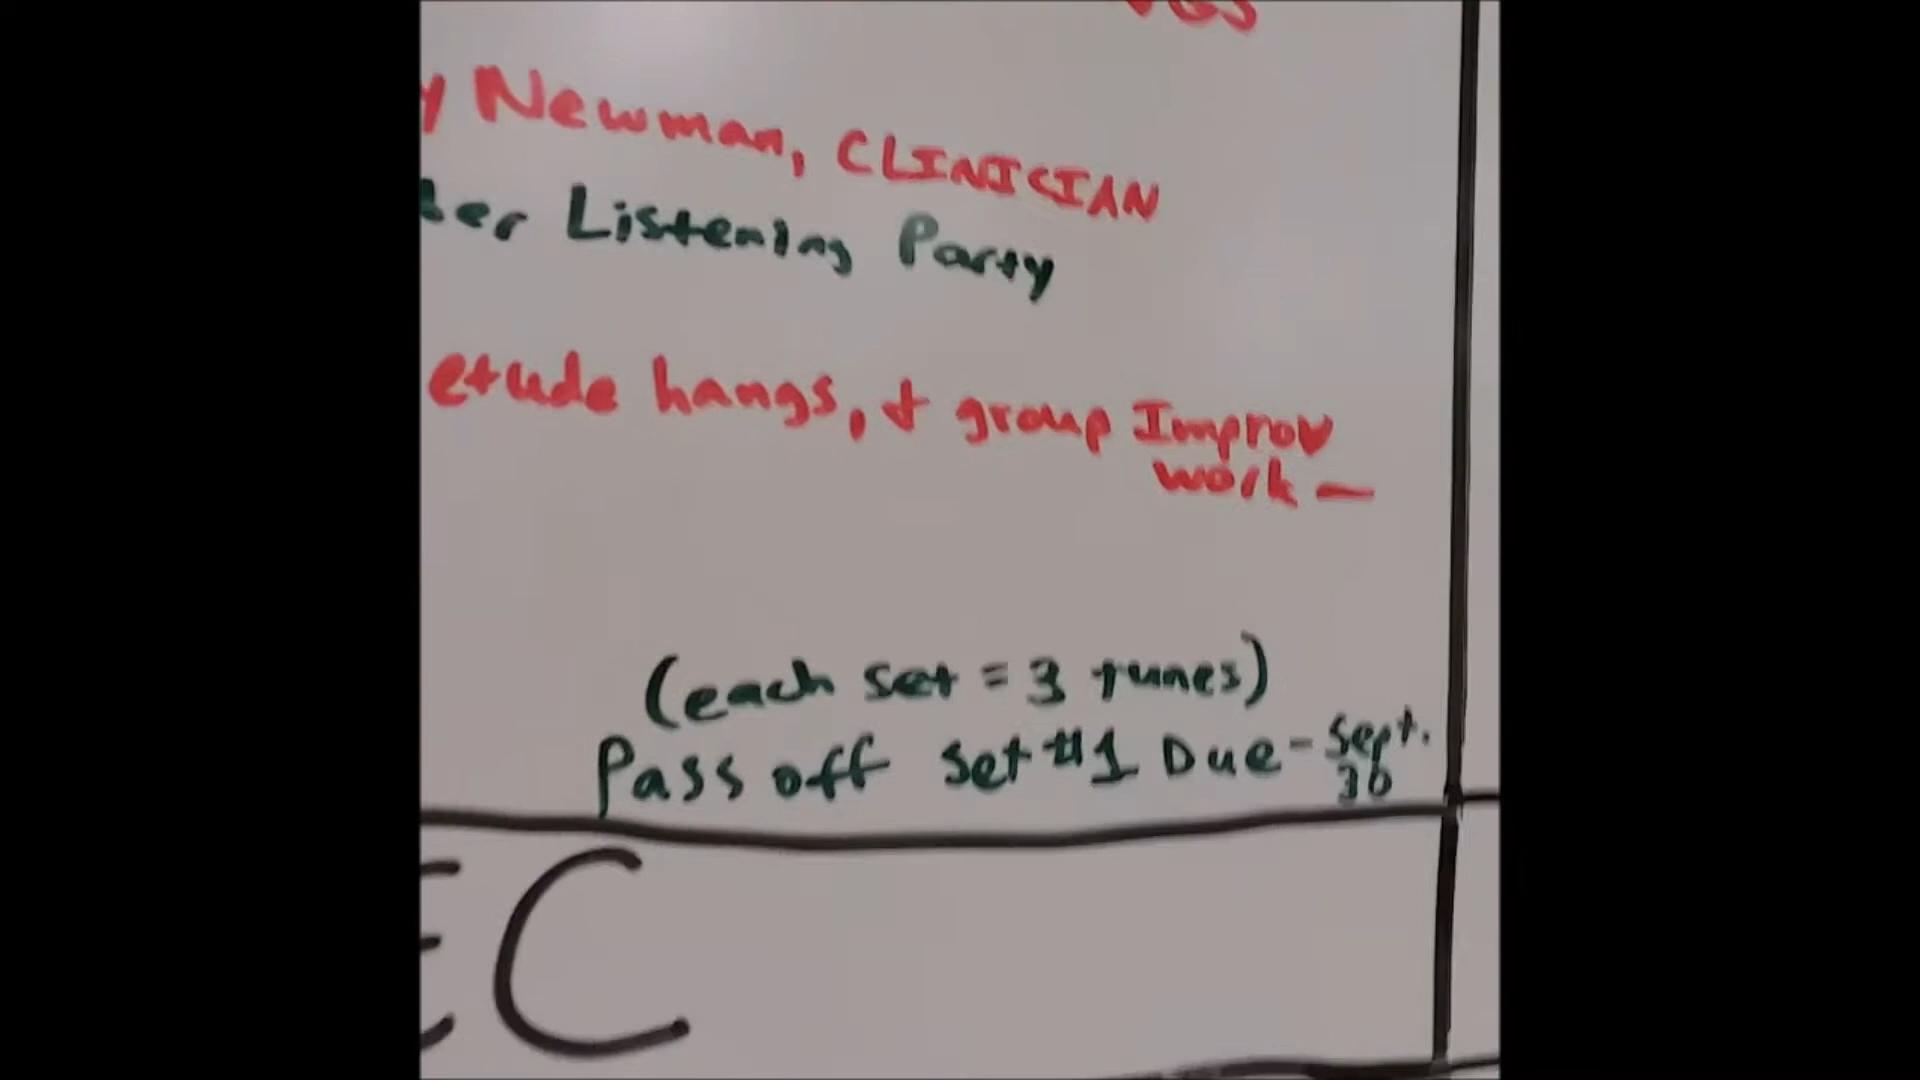 Newman, CLINICIAN
Listening Party
etude hangs, + group Improv
work —
(each set = 3 tunes)
Pass off set #1 Due - Sept.
30
EC